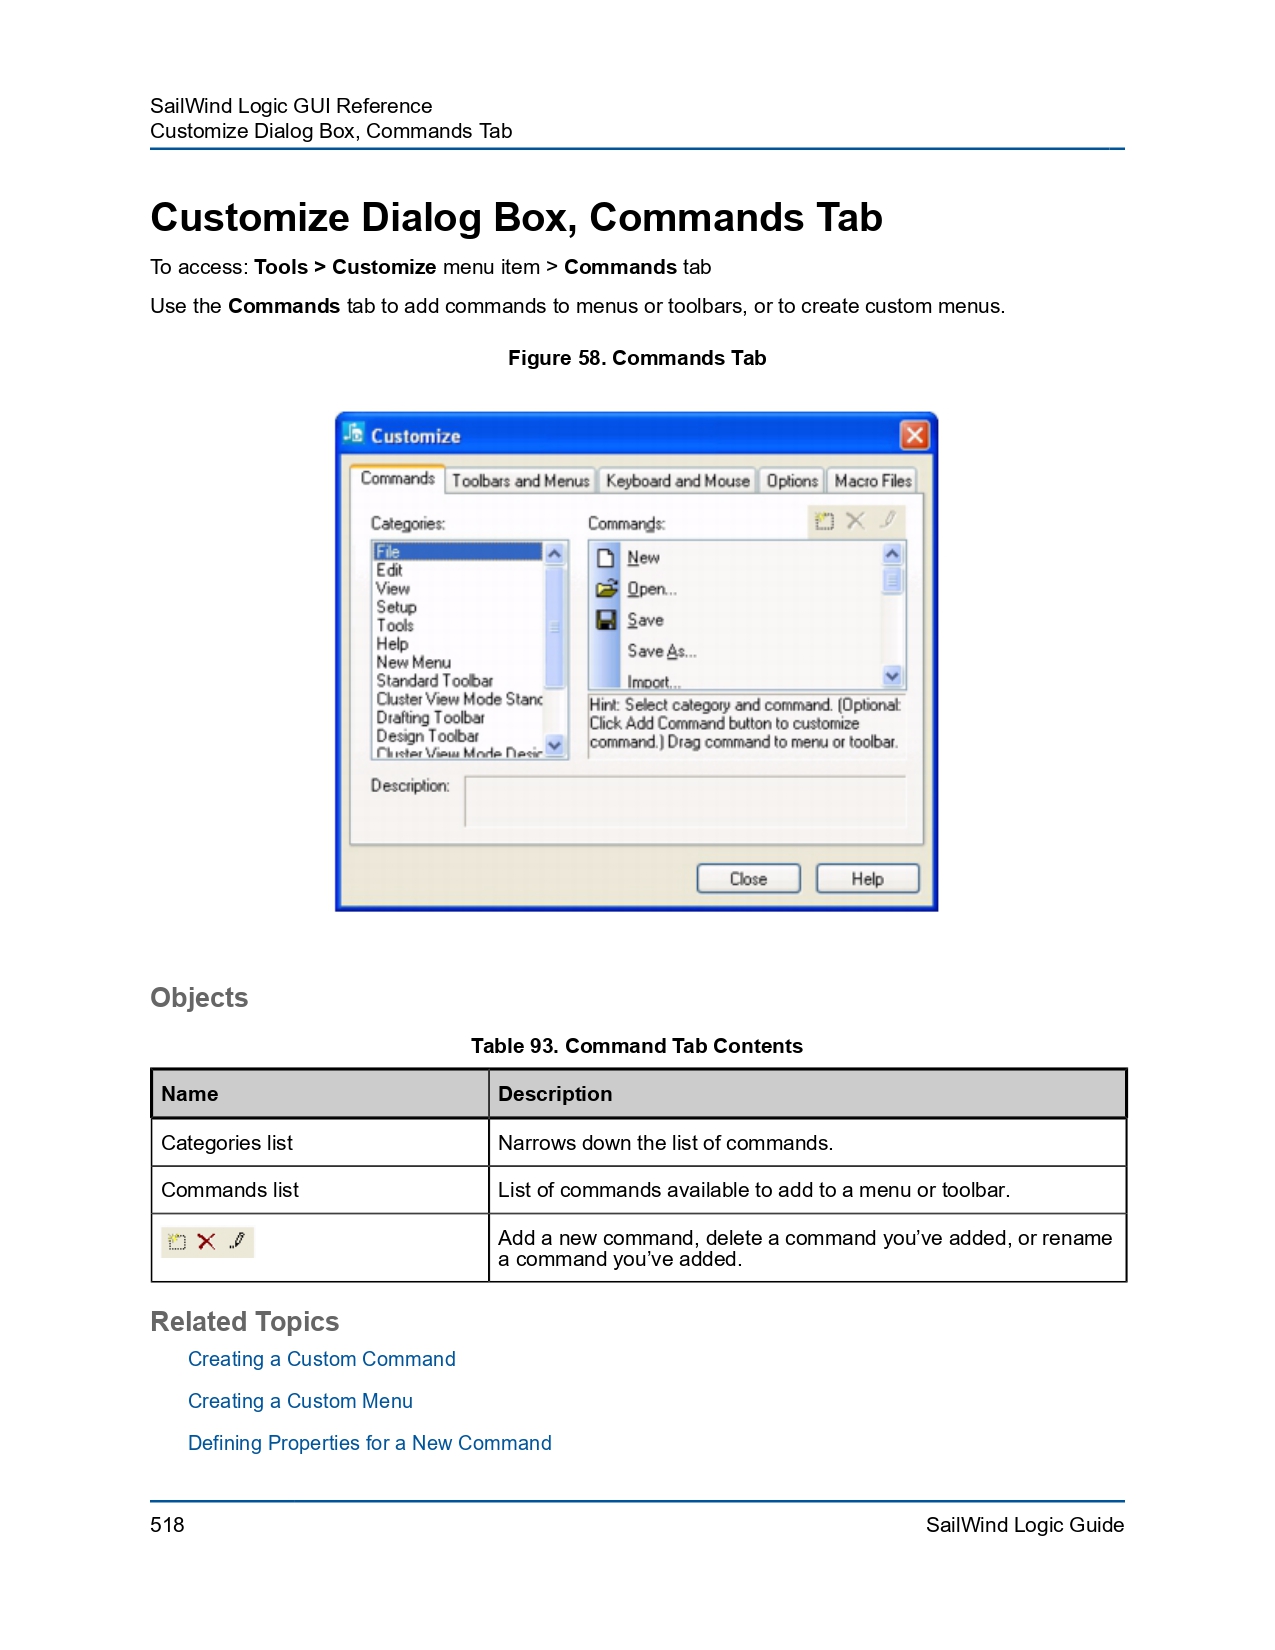 SailWind Logic GUI Reference
Customize Dialog Box, Commands Tab
Customize Dialog Box, Commands Tab
To access: Tools > Customize menu item > Commands tab
Use the Commands tab to add commands to menus or toolbars, or to create custom menus.
Figure 58. Commands Tab
Customize
Commands Toolbars and Menus Keyboard and Mouse Options Macro Files
Categories:
File
Edit
View
Setup
Tools
Help
New Menu
Standard Toolbar
Cluster View Mode Stanc
Drafting Toolbar
Design Toolbar
Cluster View Mode Desic
Commands:
New
Open...
Save
Save As...
Import...
Hint: Select category and command. (Optional:
Click Add Command button to customize
command.) Drag command to menu or toolbar.
Description:
Close Help
Objects
Table 93. Command Tab Contents
Name Description
Categories list Narrows down the list of commands.
Commands list List of commands available to add to a menu or toolbar.
Add a new command, delete a command you’ve added, or rename
a command you’ve added.
Related Topics
Creating a Custom Command
Creating a Custom Menu
Defining Properties for a New Command
518 SailWind Logic Guide